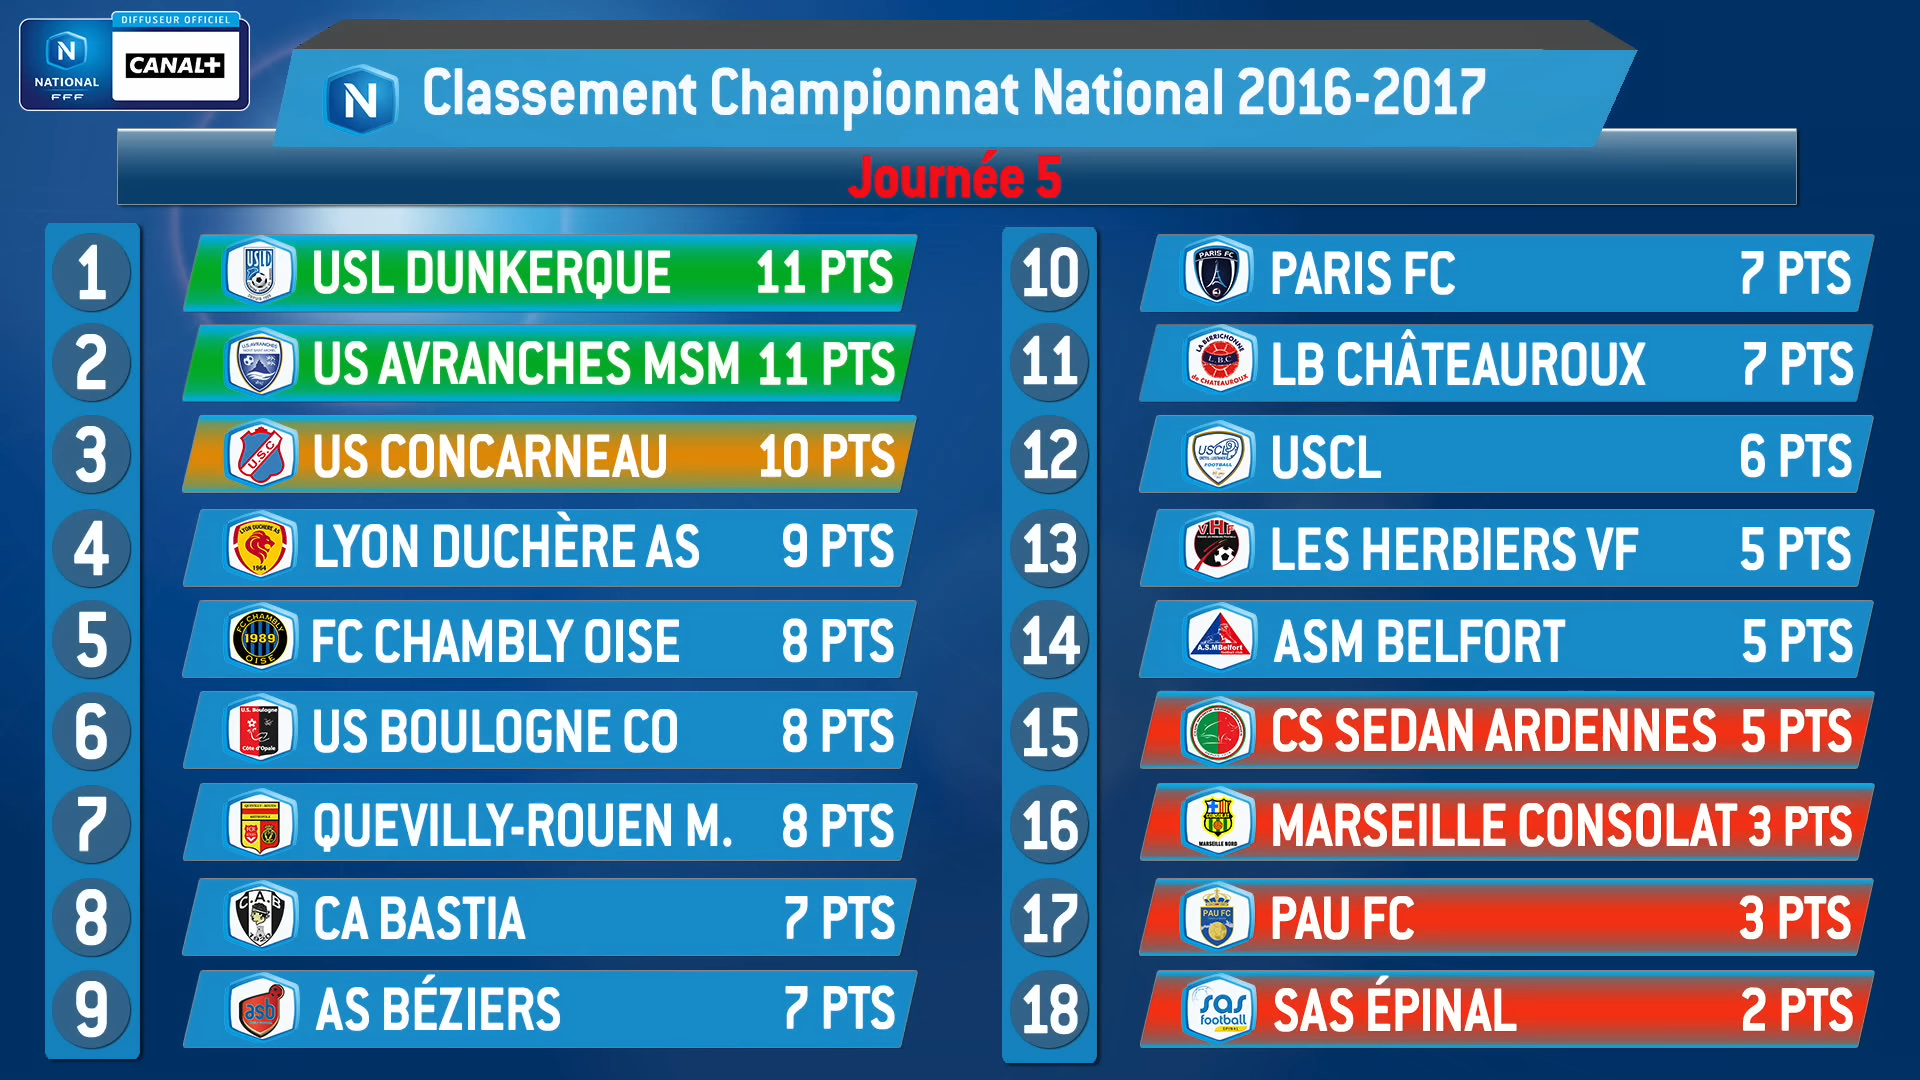 DIFFUSEUR OFFICIEL
N
NATIONAL
FFF
CANAL+
N
Classement Championnat National 2016-2017
Journée 5
1 USL DUNKERQUE 11 PTS
2 US AVRANCHES MSM 11 PTS
3 US CONCARNEAU 10 PTS
4 LYON DUCHÈRE AS 9 PTS
5 FC CHAMBLY OISE 8 PTS
6 US BOULOGNE CO 8 PTS
7 QUEVILLY-ROUEN M. 8 PTS
8 CA BASTIA 7 PTS
9 AS BÉZIERS 7 PTS
10 PARIS FC 7 PTS
11 LB CHÂTEAUROUX 7 PTS
12 USCL 6 PTS
13 LES HERBIERS VF 5 PTS
14 ASM BELFORT 5 PTS
15 CS SEDAN ARDENNES 5 PTS
16 MARSEILLE CONSOLAT 3 PTS
17 PAU FC 3 PTS
18 SAS ÉPINAL 2 PTS